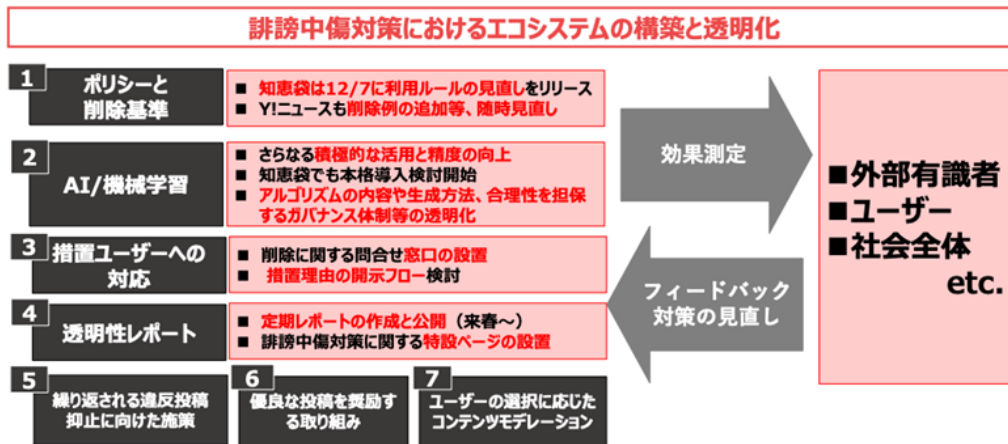 誹謗中傷対策におけるエコシステムの構築と透明化
1
ポリシーと
削除基準
■ 知恵袋は12/7に利用ルールの見直しをリリース
■ Y!ニュースも削除例の追加等、随時見直し
2
AI/機械学習
■ さらなる積極的な活用と精度の向上
■ 知恵袋でも本格導入検討開始
■ アルゴリズムの内容や生成方法、合理性を担保
するガバナンス体制等の透明化
3
措置ユーザーへの
対応
■ 削除に関する問合せ窓口の設置
■ 措置理由の開示フロー検討
4
透明性レポート
■ 定期レポートの作成と公開（来春～）
■ 誹謗中傷対策に関する特設ページの設置
5
繰り返される違反投稿
抑止に向けた施策
6
優良な投稿を奨励す
る取り組み
7
ユーザーの選択に応じた
コンテンツモデレーション
効果測定
フィードバック
対策の見直し
■外部有識者
■ユーザー
■社会全体
etc.